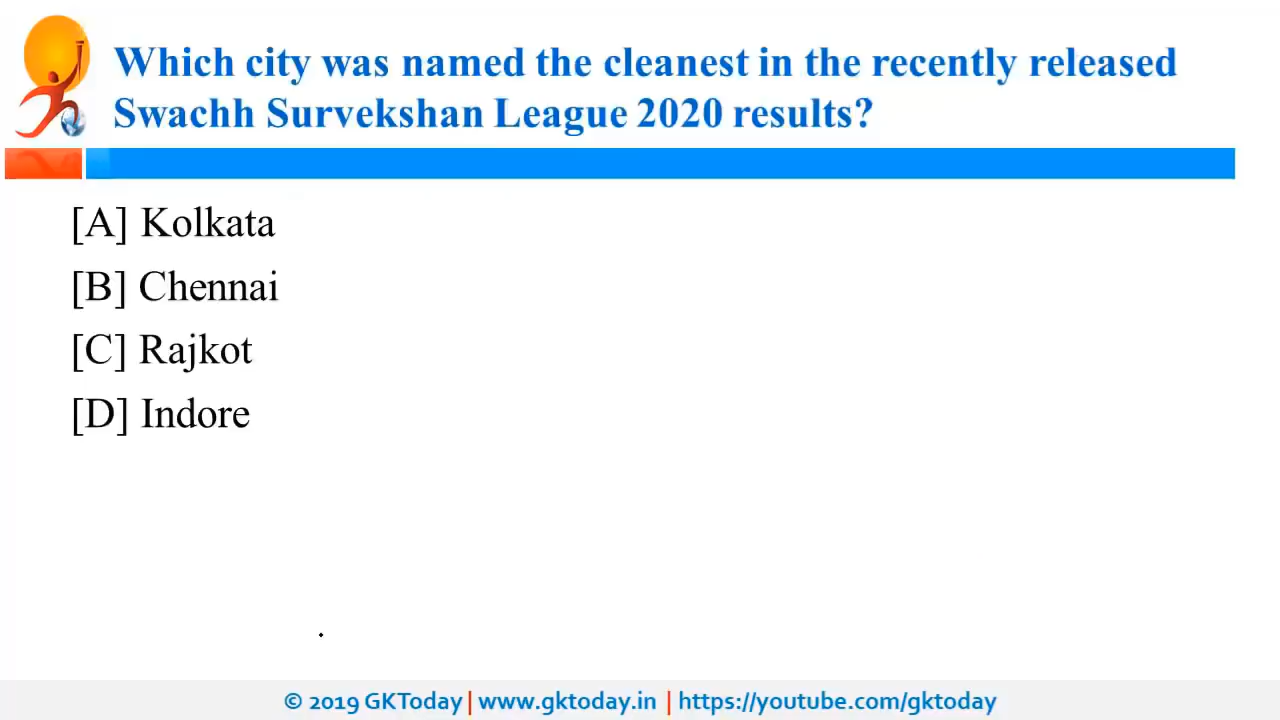 Which city was named the cleanest in the recently released
Swachh Survekshan League 2020 results?
[A] Kolkata
[B] Chennai
[C] Rajkot
[D] Indore
© 2019 GKToday | www.gktoday.in | https://youtube.com/gktoday